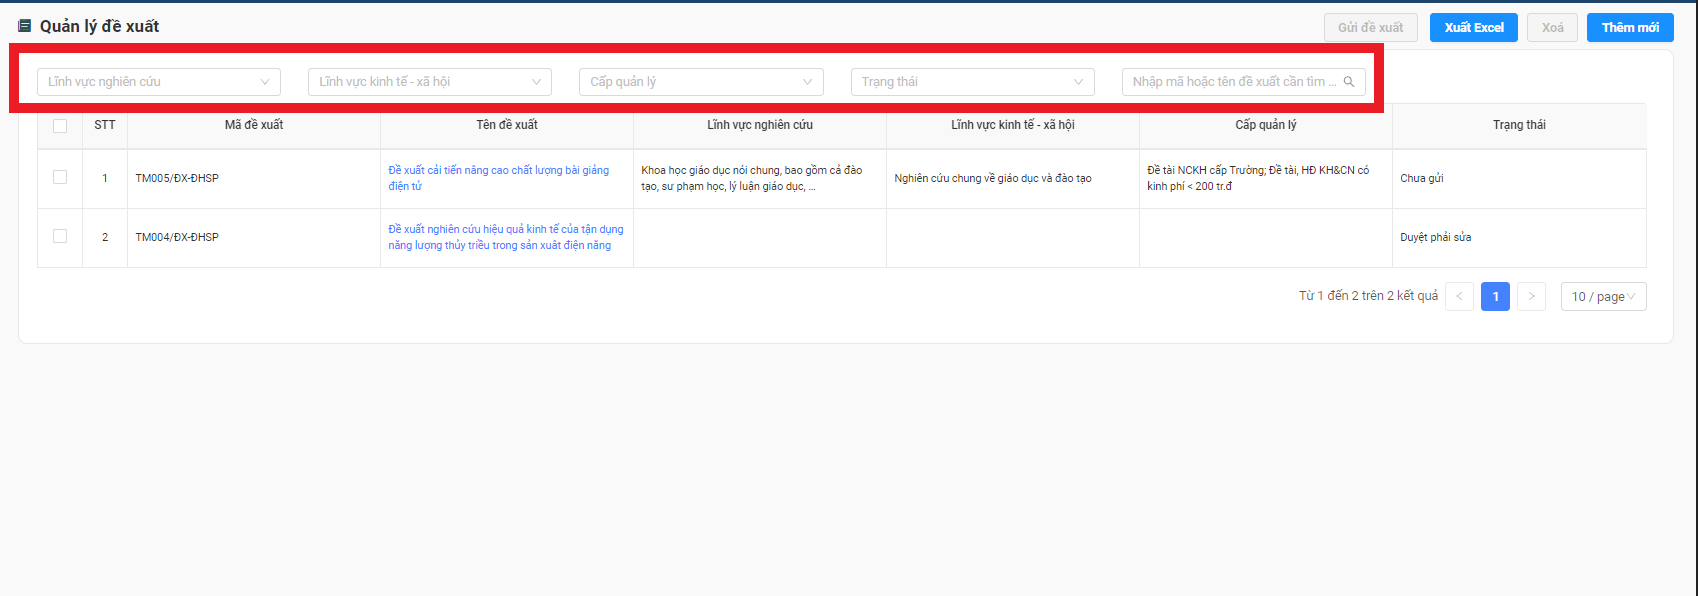 Quản lý đề xuất
Gửi đề xuất
Xuất Excel
Xoá
Thêm mới
Lĩnh vực nghiên cứu
Lĩnh vực kinh tế - xã hội
Cấp quản lý
Trạng thái
Nhập mã hoặc tên đề xuất cần tìm ...
STT
Mã đề xuất
Tên đề xuất
Lĩnh vực nghiên cứu
Lĩnh vực kinh tế - xã hội
Cấp quản lý
Trạng thái
1
TM005/ĐX-ĐHSP
Đề xuất cải tiến nâng cao chất lượng bài giảng
điện tử
Khoa học giáo dục nói chung, bao gồm cả đào
tạo, sư phạm học, lý luận giáo dục, ...
Nghiên cứu chung về giáo dục và đào tạo
Đề tài NCKH cấp Trường; Đề tài, HĐ KH&CN có
kinh phí < 200 tr.đ
Chưa gửi
2
TM004/ĐX-ĐHSP
Đề xuất nghiên cứu hiệu quả kinh tế của tận dụng
năng lượng thủy triều trong sản xuất điện năng
Duyệt phải sửa
Từ 1 đến 2 trên 2 kết quả
<
1
>
10 / page